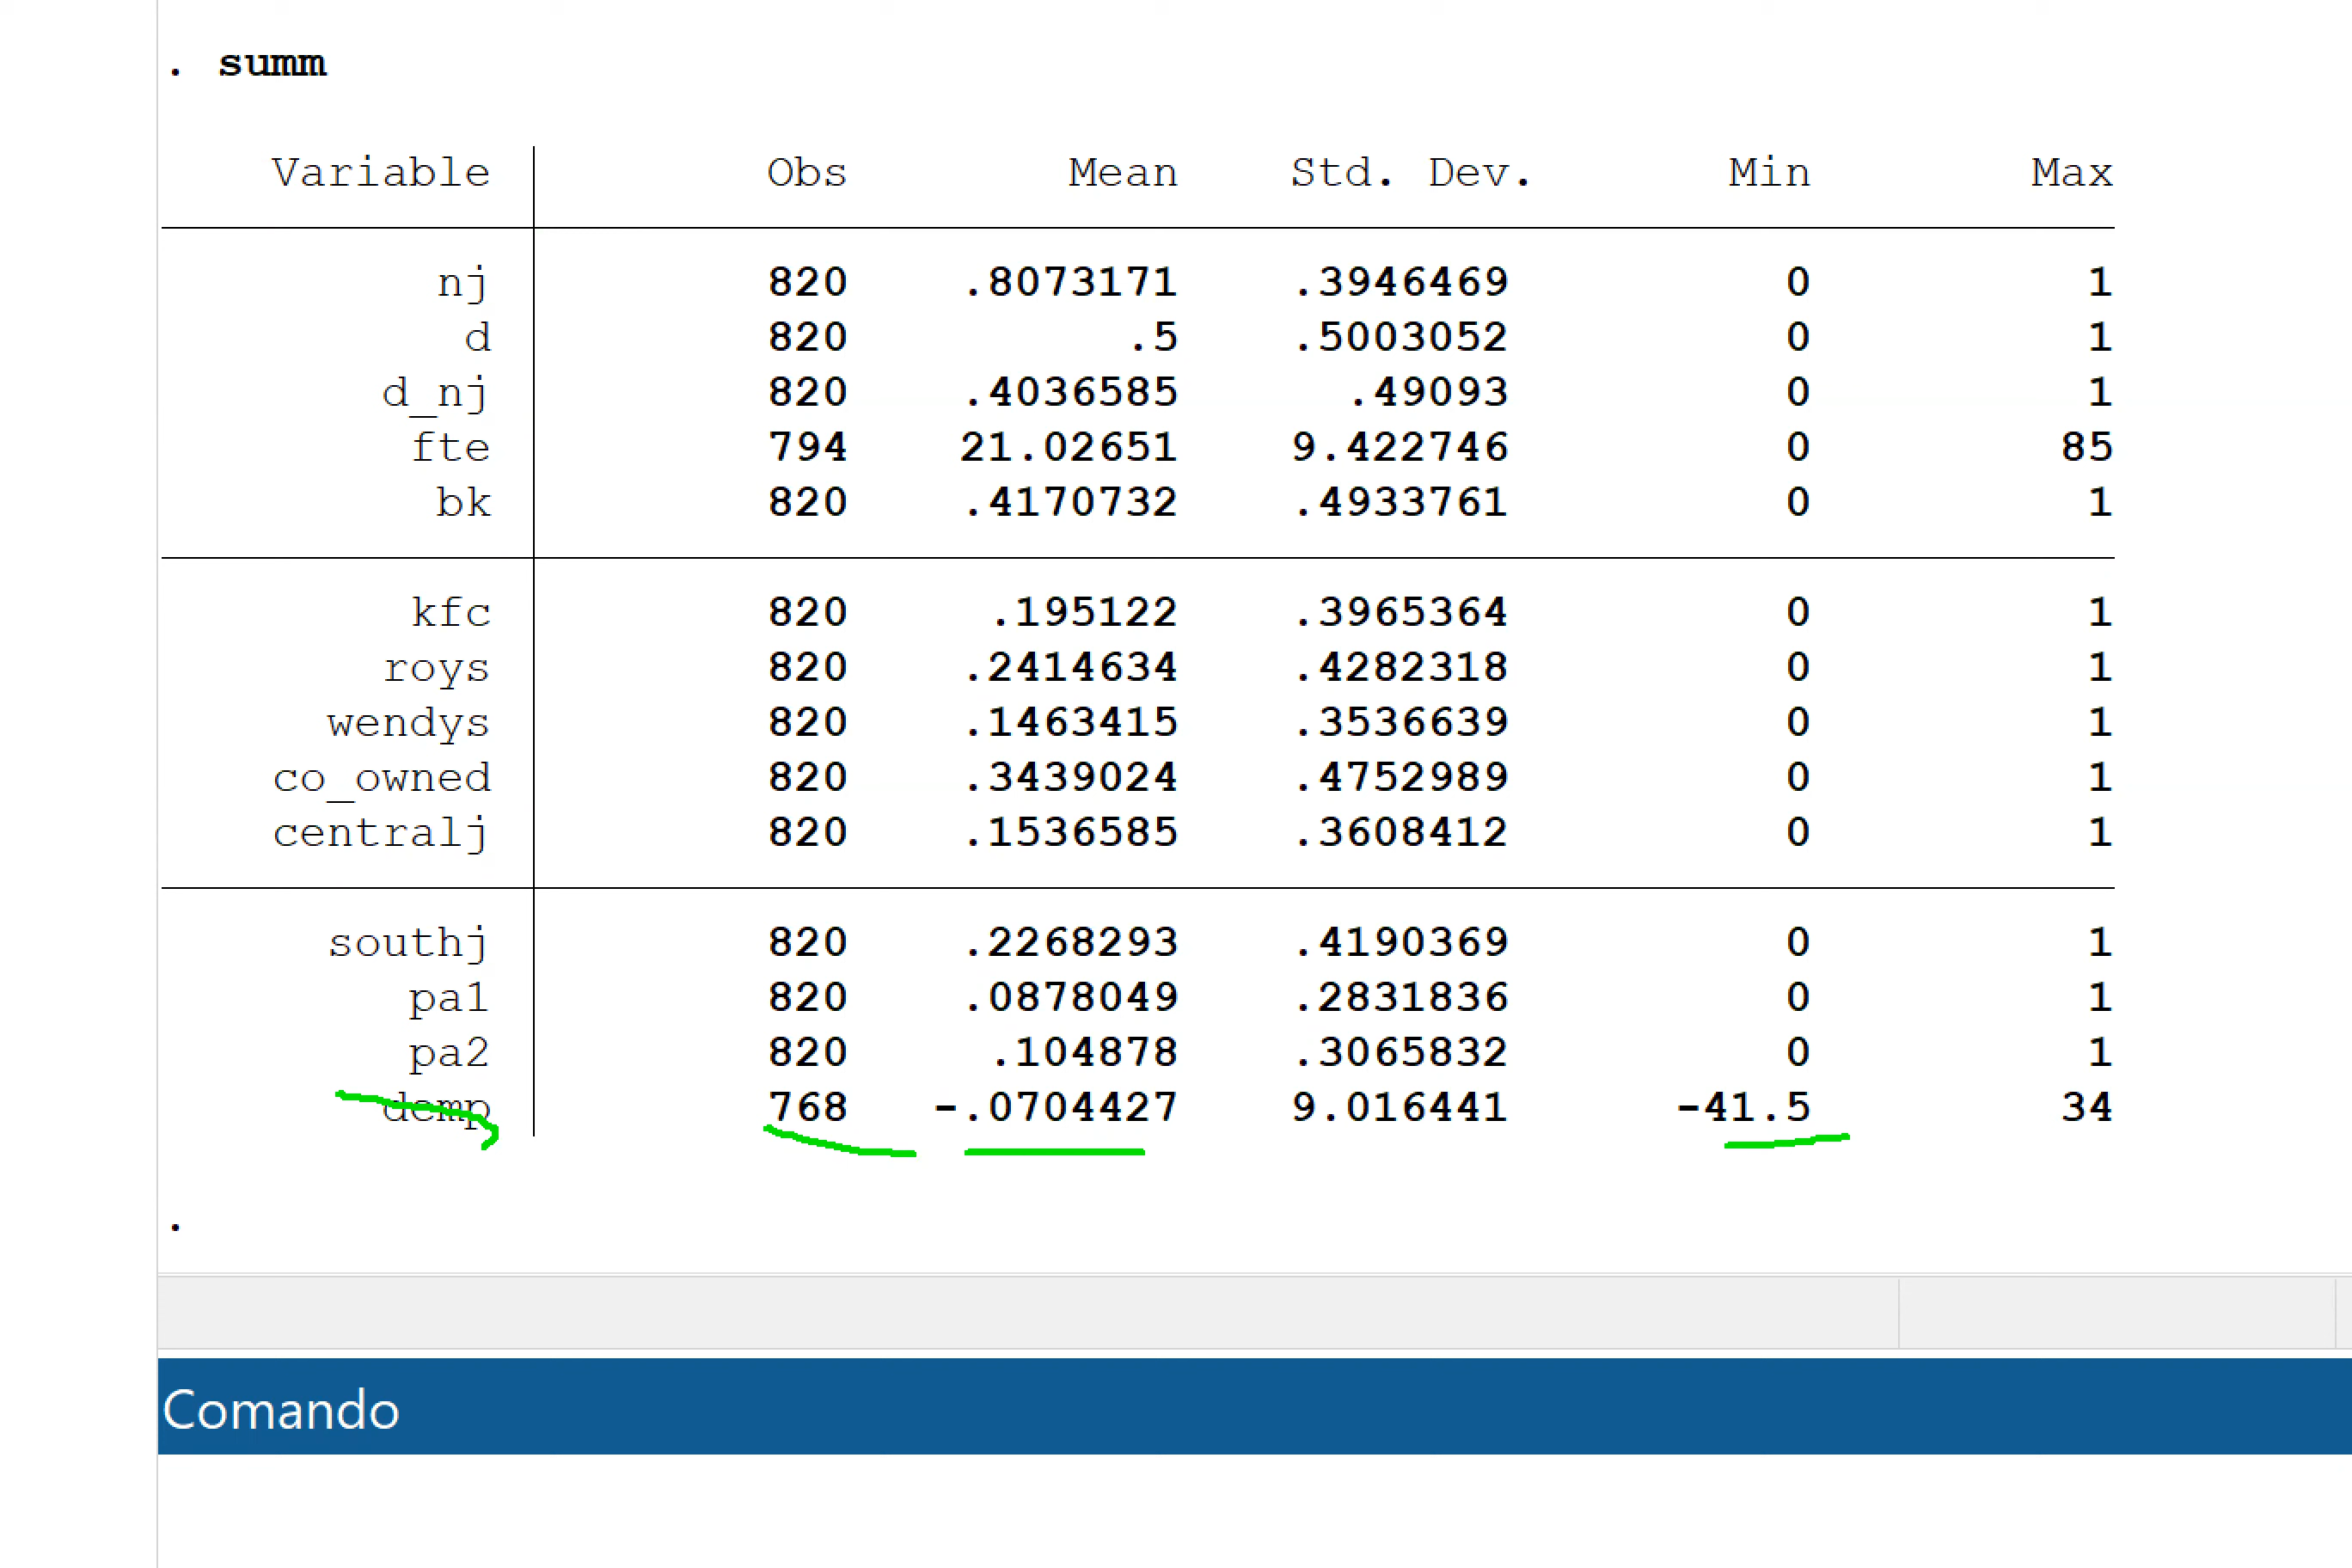 . summ
Variable Obs Mean Std. Dev. Min Max
nj 820 .8073171 .3946469 0 1
d 820 .5 .5003052 0 1
d_nj 820 .4036585 .49093 0 1
fte 794 21.02651 9.422746 0 85
bk 820 .4170732 .4933761 0 1
kfc 820 .195122 .3965364 0 1
roys 820 .2414634 .4282318 0 1
wendys 820 .1463415 .3536639 0 1
co_owned 820 .3439024 .4752989 0 1
centralj 820 .1536585 .3608412 0 1
southj 820 .2268293 .4190369 0 1
pa1 820 .0878049 .2831836 0 1
pa2 820 .104878 .3065832 0 1
demp 768 -.0704427 9.016441 -41.5 34
.
Comando